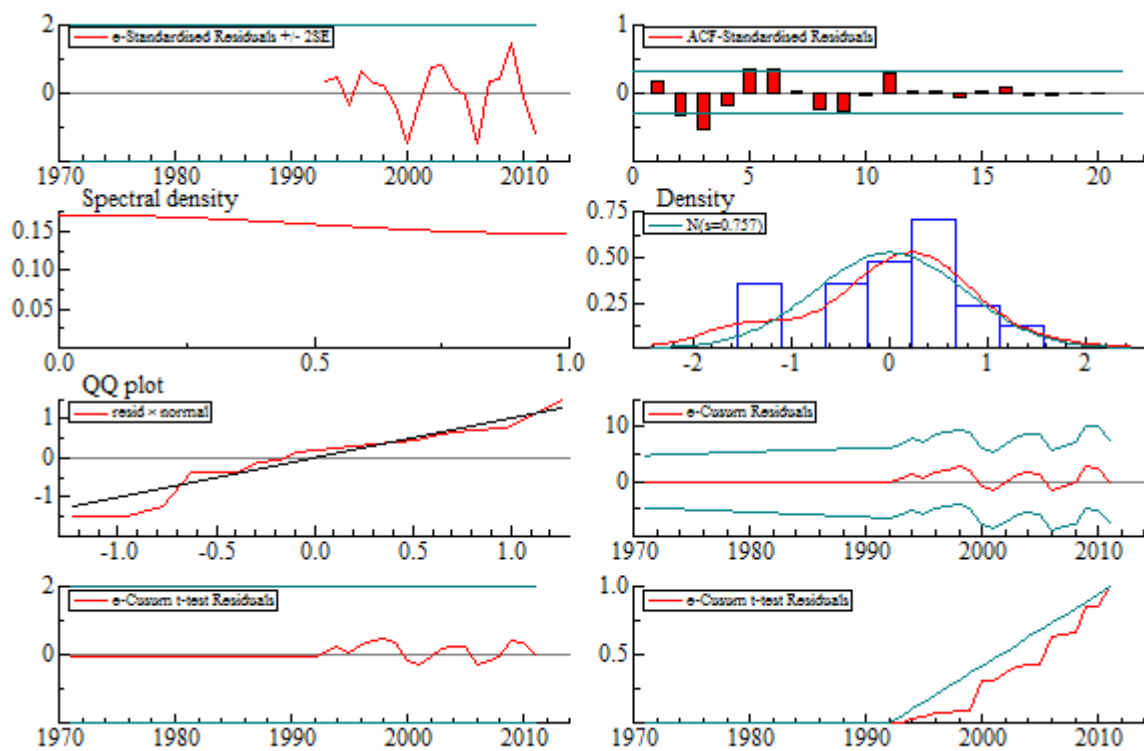 2
e-Standardised Residuals +/- 2SE
0
1970 1980 1990 2000 2010
1
ACF-Standardised Residuals
0
0 5 10 15 20
Spectral density
0.15
0.10
0.05
0.0 0.5 1.0
Density
0.75
N(s=0.757)
0.50
0.25
-2 -1 0 1 2
QQ plot
resid × normal
1
0
-1
-1.0 -0.5 0.0 0.5 1.0
e-Cusum Residuals
10
0
1970 1980 1990 2000 2010
2
e-Cusum t-test Residuals
0
1970 1980 1990 2000 2010
1.0
e-Cusum t-test Residuals
0.5
1970 1980 1990 2000 2010